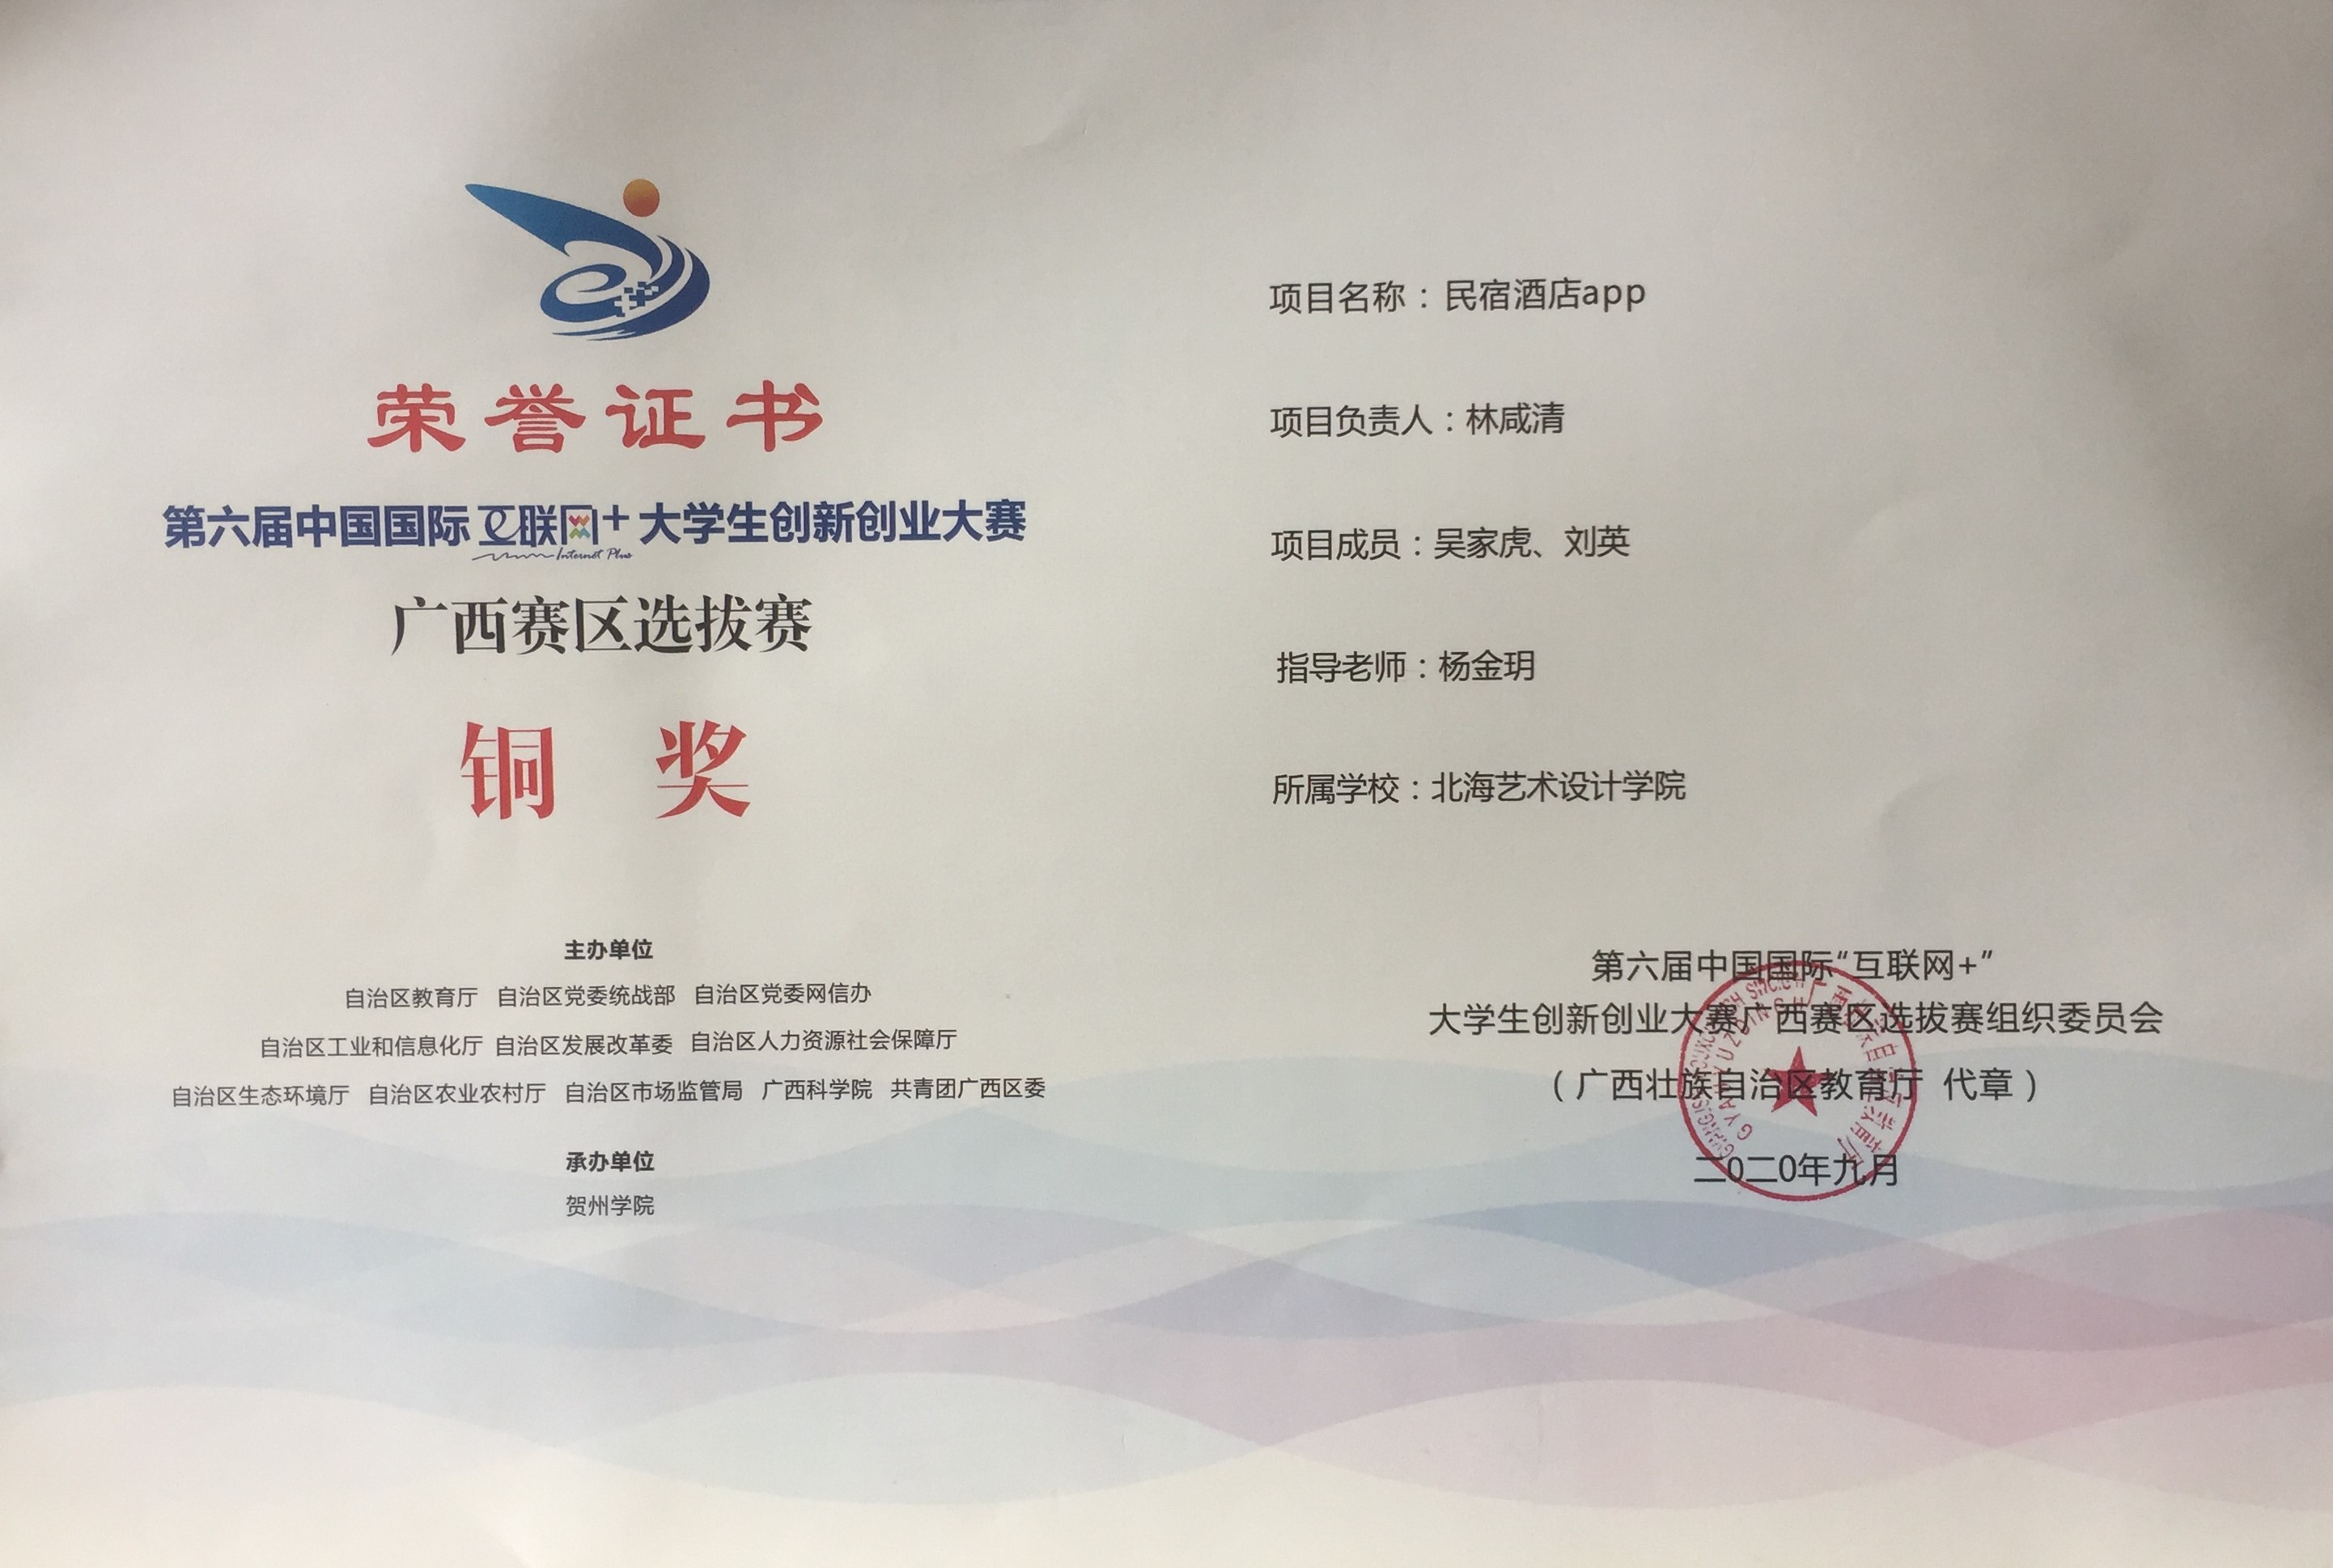 荣誉证书
第六届中国国际互联网+大学生创新创业大赛
Internet Plus
广西赛区选拔赛
铜 奖
主办单位
自治区教育厅 自治区党委统战部 自治区党委网信办
自治区工业和信息化厅 自治区发展改革委 自治区人力资源社会保障厅
自治区生态环境厅 自治区农业农村厅 自治区市场监管局 广西科学院 共青团广西区委
承办单位
贺州学院
项目名称：民宿酒店app
项目负责人：林咸清
项目成员：吴家虎、刘英
指导老师：杨金玥
所属学校：北海艺术设计学院
第六届中国国际“互联网+”
大学生创新创业大赛广西赛区选拔赛组织委员会
（广西壮族自治区教育厅 代章）
二0二0年九月